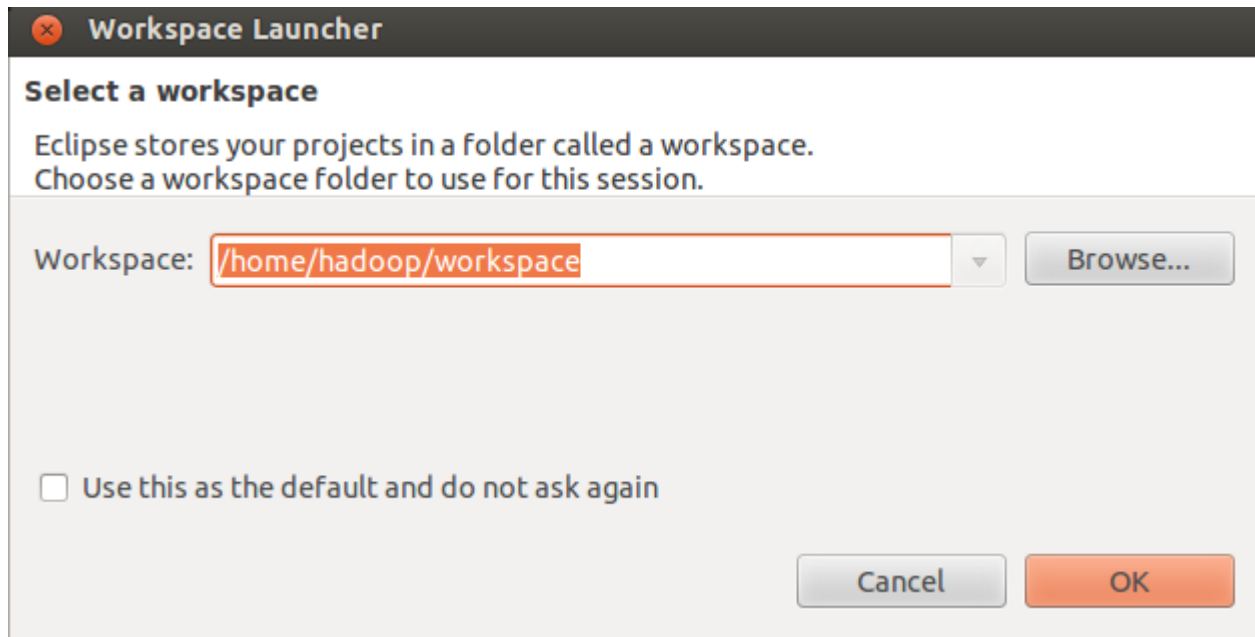 Workspace Launcher
Select a workspace
Eclipse stores your projects in a folder called a workspace.
Choose a workspace folder to use for this session.
Workspace: /home/hadoop/workspace Browse...
Use this as the default and do not ask again
Cancel OK